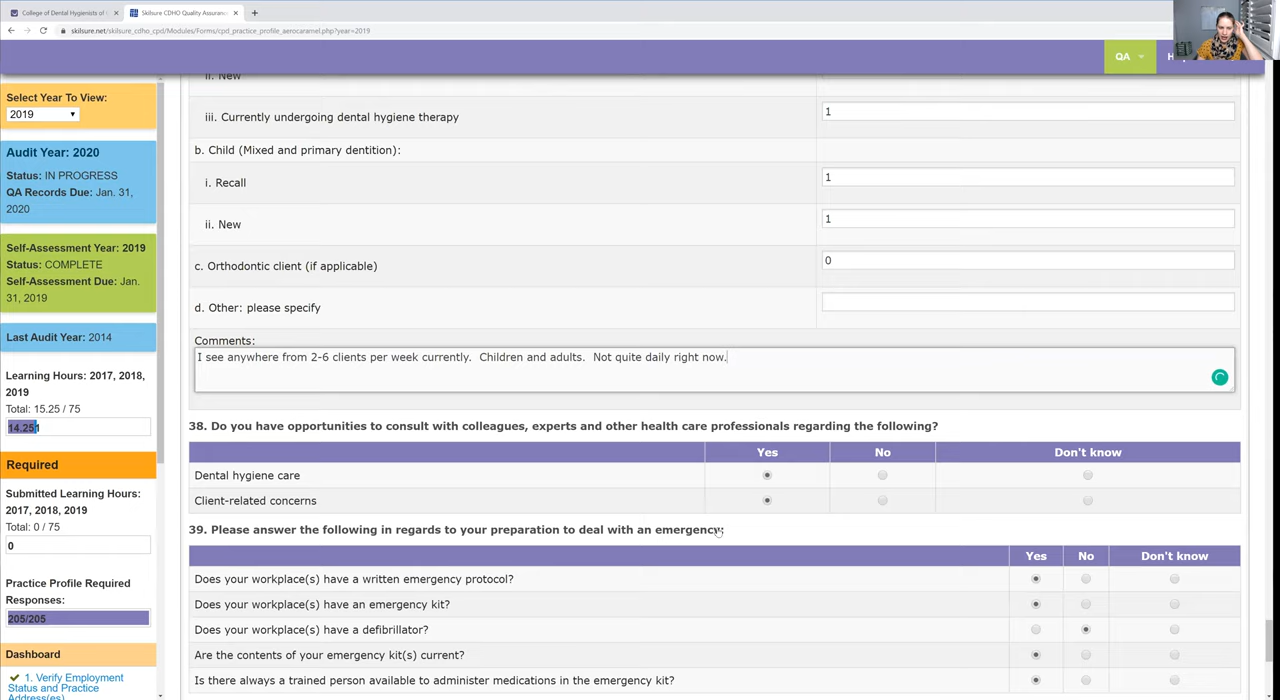 College of Dental Hygienists of
Skilsure CDHO Quality Assuranc
skilsure.net/skilsure_cdho_cpd/Modules/Forms/cpd_practice_profile_aerocarainel.php?year=2019
QA
Select Year To View:
2019
Audit Year: 2020
Status: IN PROGRESS
QA Records Due: Jan. 31,
2020
Self-Assessment Year: 2019
Status: COMPLETE
Self-Assessment Due: Jan.
31, 2019
Last Audit Year: 2014
Learning Hours: 2017, 2018,
2019
Total: 15.25 / 75
14.251
Required
Submitted Learning Hours:
2017, 2018, 2019
Total: 0 / 75
0
Practice Profile Required
Responses:
205/205
Dashboard
1. Verify Employment
Status and Practice
Address(es)
ii. New
iii. Currently undergoing dental hygiene therapy 1
b. Child (Mixed and primary dentition):
i. Recall 1
ii. New 1
c. Orthodontic client (if applicable) 0
d. Other: please specify
Comments:
I see anywhere from 2-6 clients per week currently. Children and adults. Not quite daily right now.
38. Do you have opportunities to consult with colleagues, experts and other health care professionals regarding the following?
Yes No Don't know
Dental hygiene care
Client-related concerns
39. Please answer the following in regards to your preparation to deal with an emergency:
Yes No Don't know
Does your workplace(s) have a written emergency protocol?
Does your workplace(s) have an emergency kit?
Does your workplace(s) have a defibrillator?
Are the contents of your emergency kit(s) current?
Is there always a trained person available to administer medications in the emergency kit?